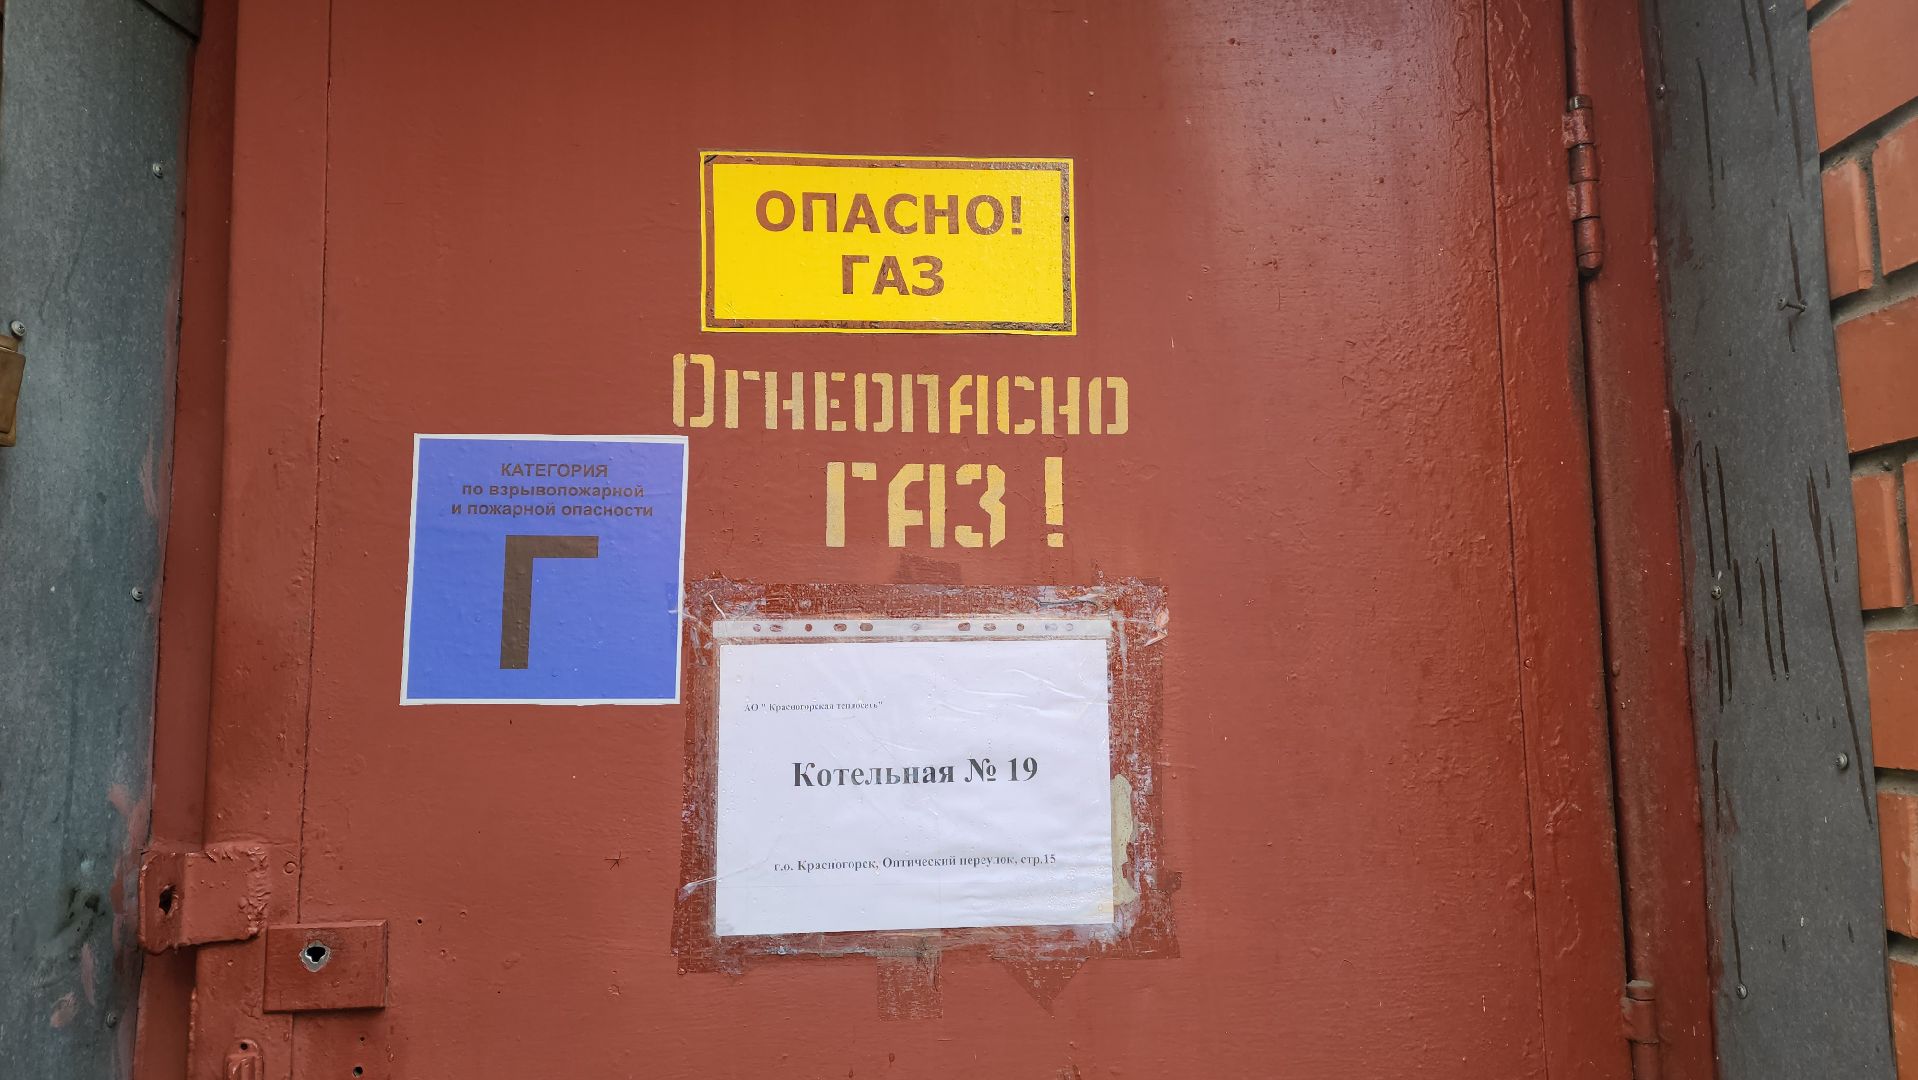 ОПАСНО!
ГАЗ
Огнеопасно
ГАЗ!
КАТЕГОРИЯ
по взрывопожарной
и пожарной опасности
Г
АО " Красногорская теплосеть"
Котельная № 19
г.о. Красногорск, Оптический переулок, стр.15